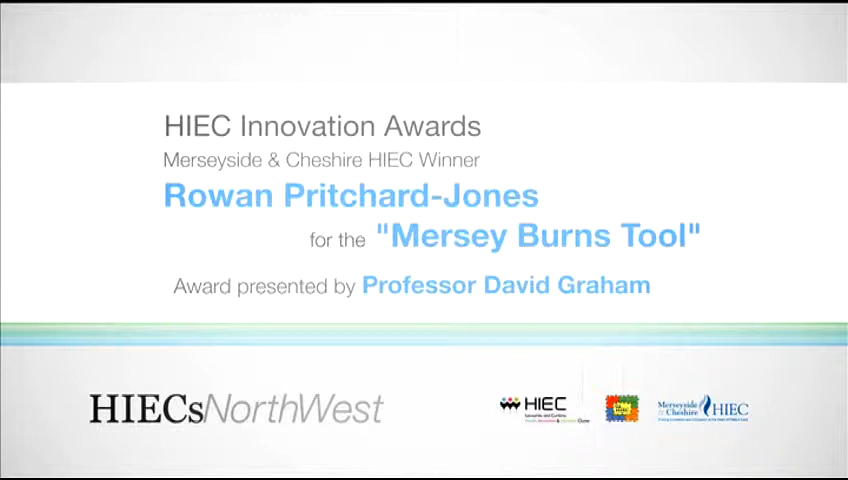 HIEC Innovation Awards
Merseyside & Cheshire HIEC Winner
Rowan Pritchard-Jones
for the "Mersey Burns Tool"
Award presented by Professor David Graham
HIECsNorthWest
HIEC
Merseyside
& Cheshire HIEC